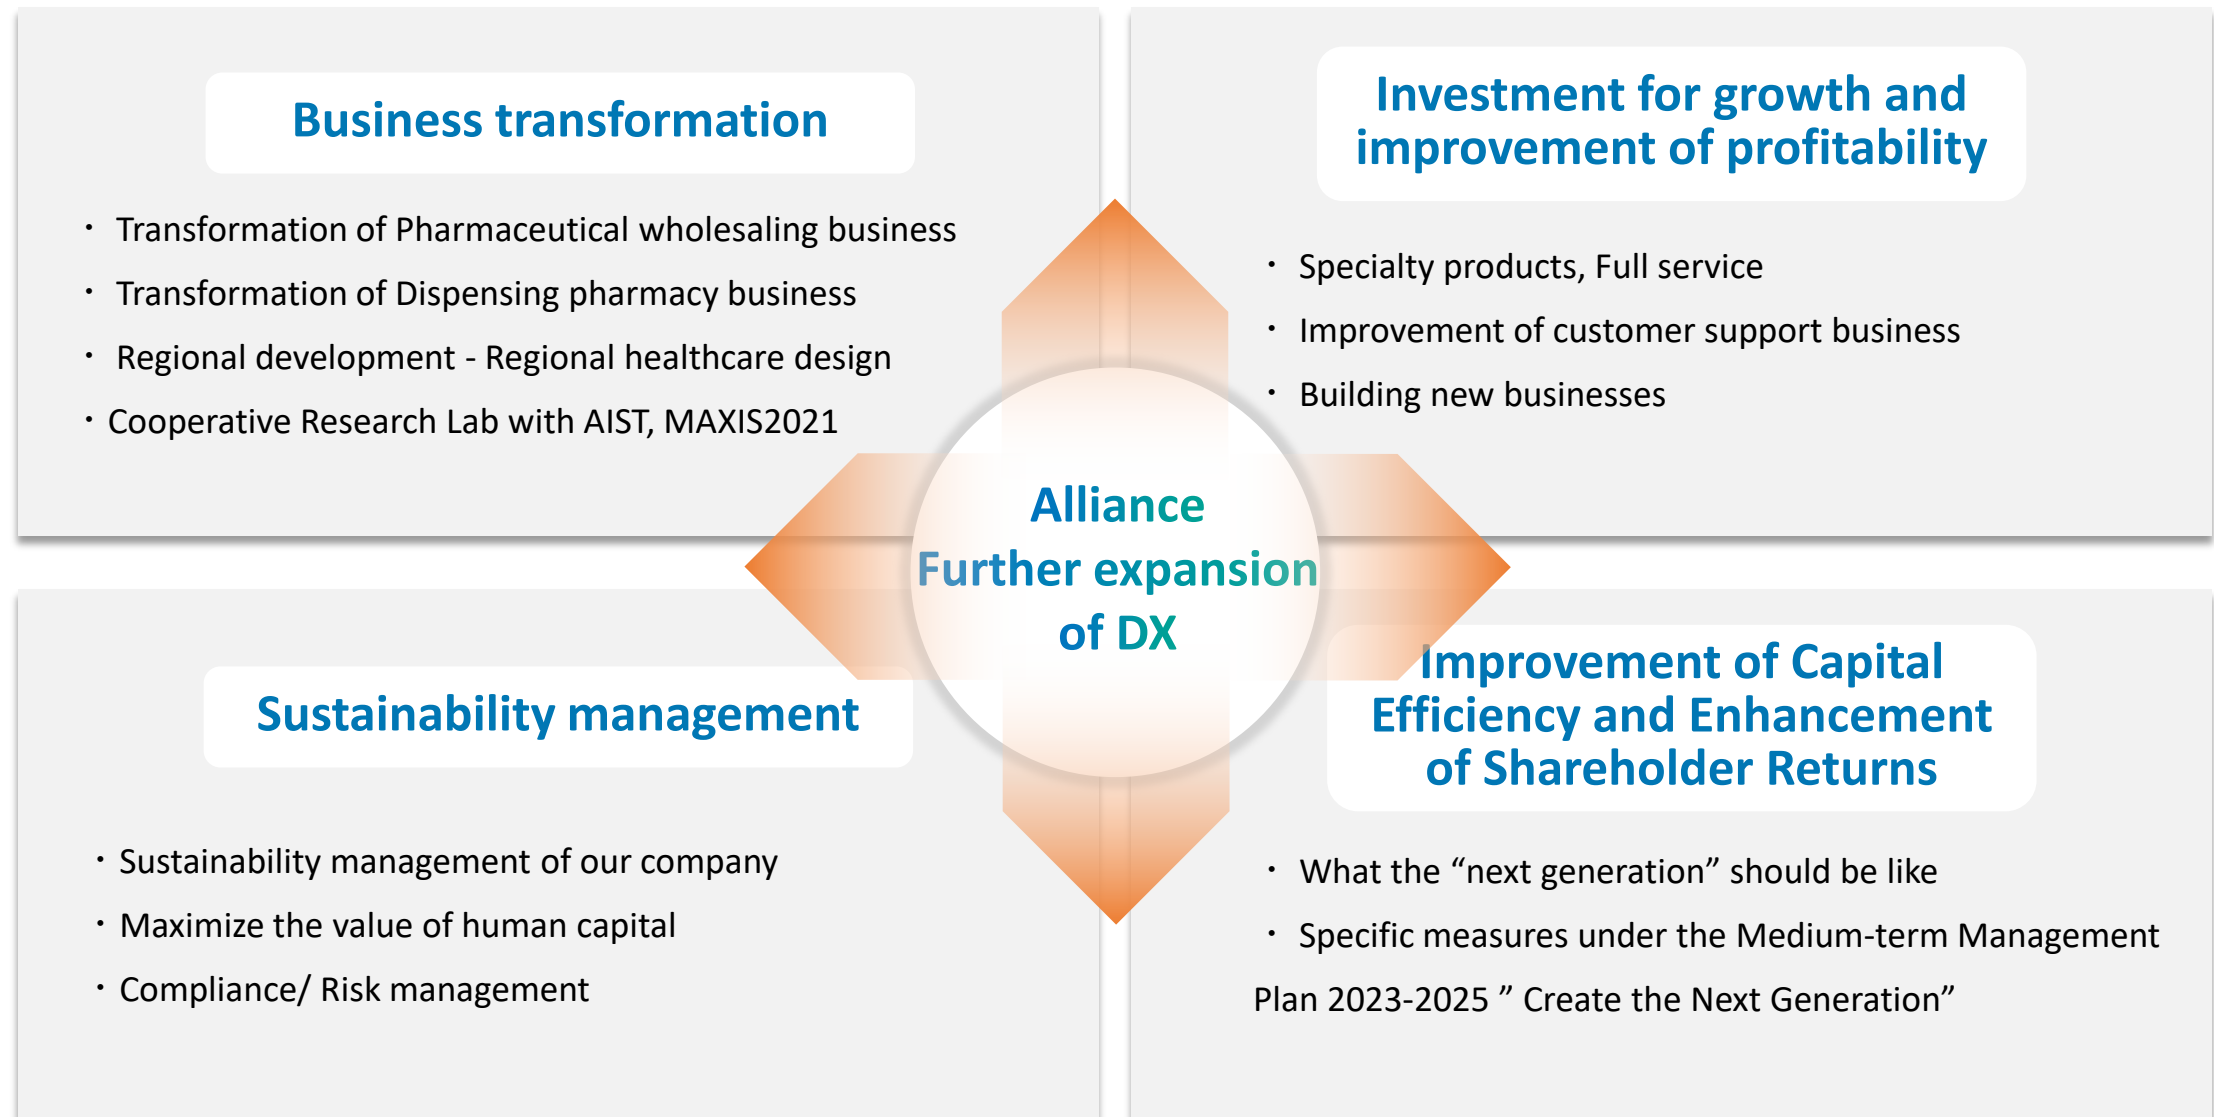 Business transformation
・ Transformation of Pharmaceutical wholesaling business
・ Transformation of Dispensing pharmacy business
・ Regional development - Regional healthcare design
・Cooperative Research Lab with AIST, MAXIS2021
Investment for growth and
improvement of profitability
・ Specialty products, Full service
・ Improvement of customer support business
・ Building new businesses
Alliance
Further expansion
of DX
Sustainability management
・Sustainability management of our company
・Maximize the value of human capital
・Compliance/ Risk management
Improvement of Capital
Efficiency and Enhancement
of Shareholder Returns
・ What the “next generation” should be like
・ Specific measures under the Medium-term Management
Plan 2023-2025 ” Create the Next Generation”